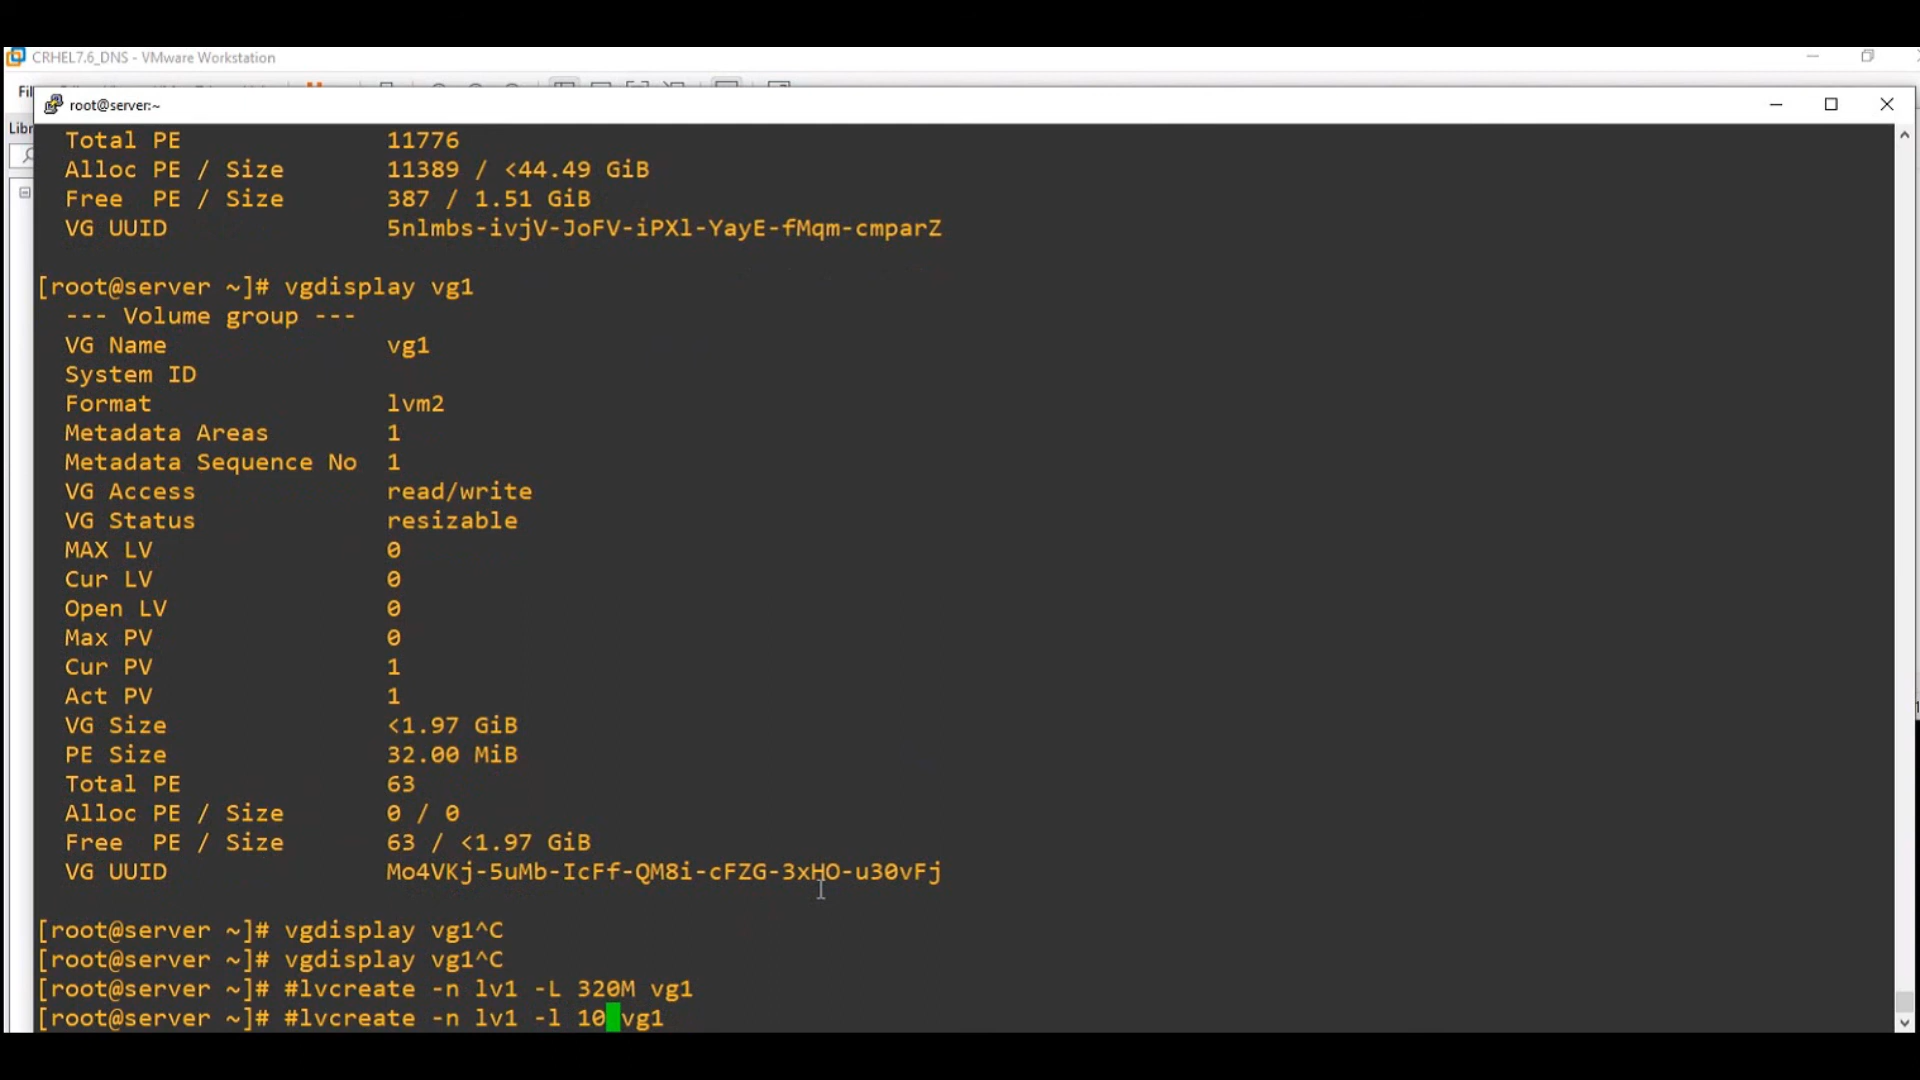 CRHEL7.6_DNS - VMware Workstation
Fil
root@server:~
Libr
Total PE 11776
Alloc PE / Size 11389 / <44.49 GiB
Free PE / Size 387 / 1.51 GiB
VG UUID 5nlmbs-ivjV-JoFV-iPXl-YayE-fMqm-cmparZ
[root@server ~]# vgdisplay vg1
--- Volume group ---
VG Name vg1
System ID
Format lvm2
Metadata Areas 1
Metadata Sequence No 1
VG Access read/write
VG Status resizable
MAX LV 0
Cur LV 0
Open LV 0
Max PV 0
Cur PV 1
Act PV 1
VG Size <1.97 GiB
PE Size 32.00 MiB
Total PE 63
Alloc PE / Size 0 / 0
Free PE / Size 63 / <1.97 GiB
VG UUID Mo4VKj-5uMb-IcFf-QM8i-cFZG-3xHO-u30vFj
[root@server ~]# vgdisplay vg1^C
[root@server ~]# vgdisplay vg1^C
[root@server ~]# #lvcreate -n lv1 -L 320M vg1
[root@server ~]# #lvcreate -n lv1 -l 10 vg1